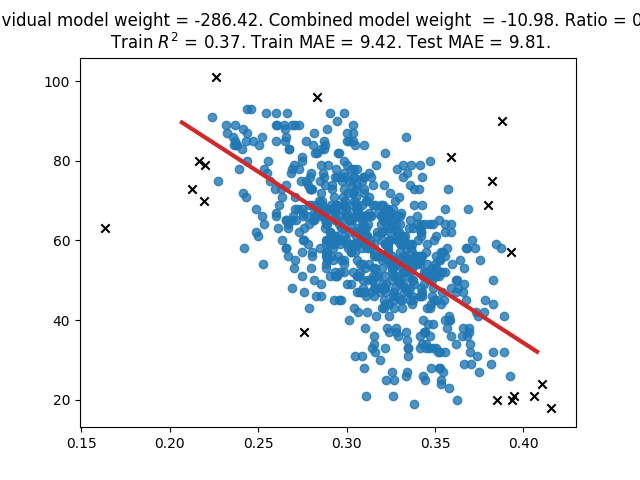 vidual model weight = -286.42. Combined model weight = -10.98. Ratio = 0
Train R² = 0.37. Train MAE = 9.42. Test MAE = 9.81.
100
80
60
40
20
0.15 0.20 0.25 0.30 0.35 0.40